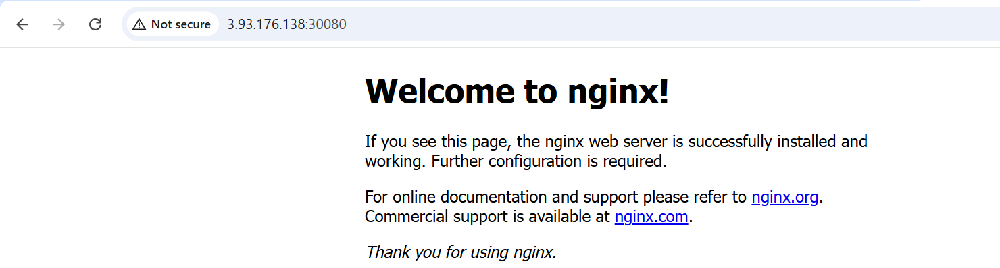 Not secure 3.93.176.138:30080
Welcome to nginx!
If you see this page, the nginx web server is successfully installed and
working. Further configuration is required.
For online documentation and support please refer to nginx.org.
Commercial support is available at nginx.com.
Thank you for using nginx.